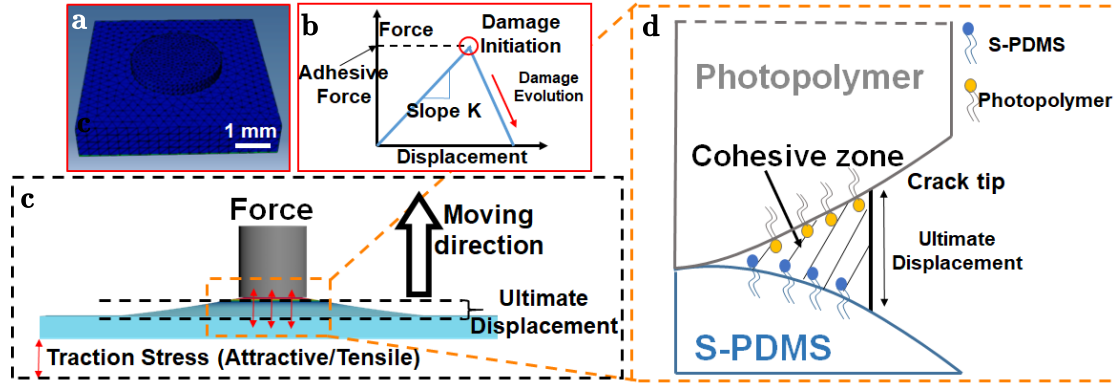 a
c
1 mm
b
Force
Damage
Initiation
Adhesive
Force
Slope K
Damage
Evolution
Displacement
c
Force
Moving
direction
Ultimate
Displacement
Traction Stress (Attractive/Tensile)
d
Photopolymer
S-PDMS
Photopolymer
Cohesive zone
Crack tip
Ultimate
Displacement
S-PDMS